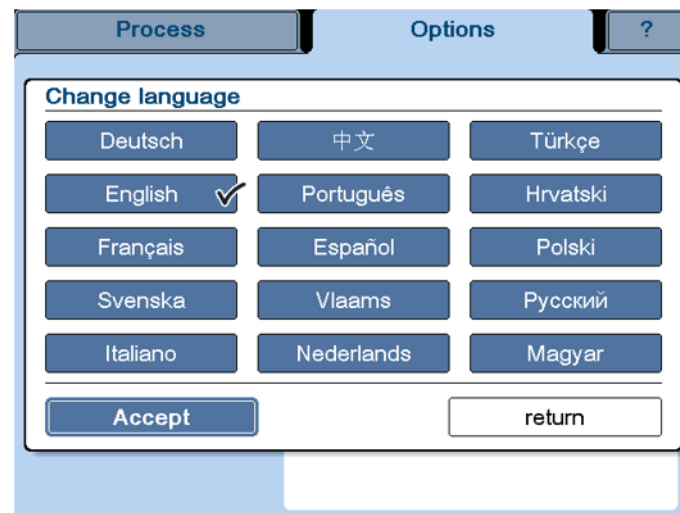 Process Options ?
Change language
Deutsch 中文 Türkçe
English Português Hrvatski
Français Español Polski
Svenska Vlaams Русский
Italiano Nederlands Magyar
Accept return